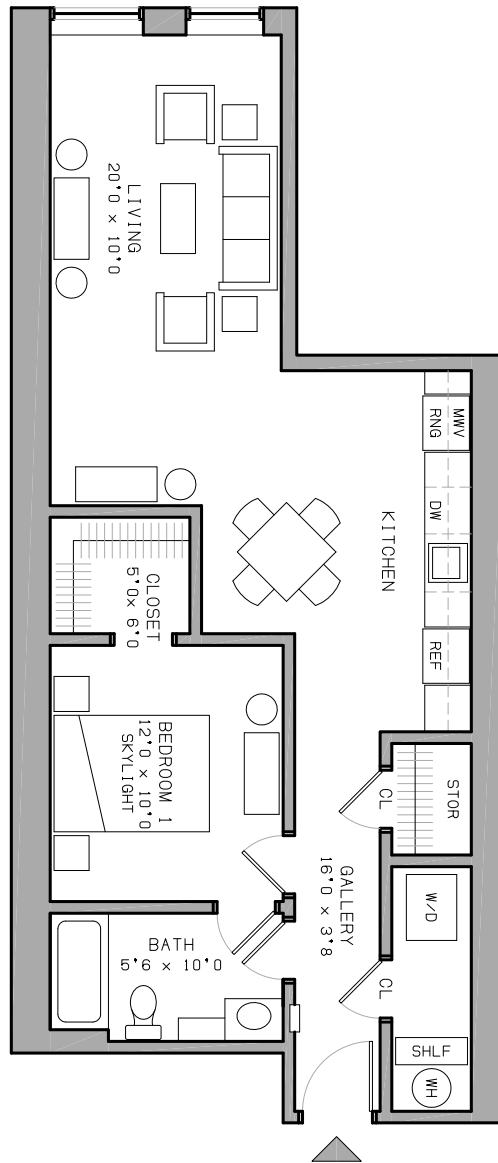 LIVING
20'0 x 10'0
MWV
RNG
DW
KITCHEN
REF
CLOSET
5'0x 6'0
BEDROOM 1
12'0 x 10'0
SKYLIGHT
STOR
CL
GALLERY
16'0 x 3'8
W/D
BATH
5'6 x 10'0
CL
SHLF
WH